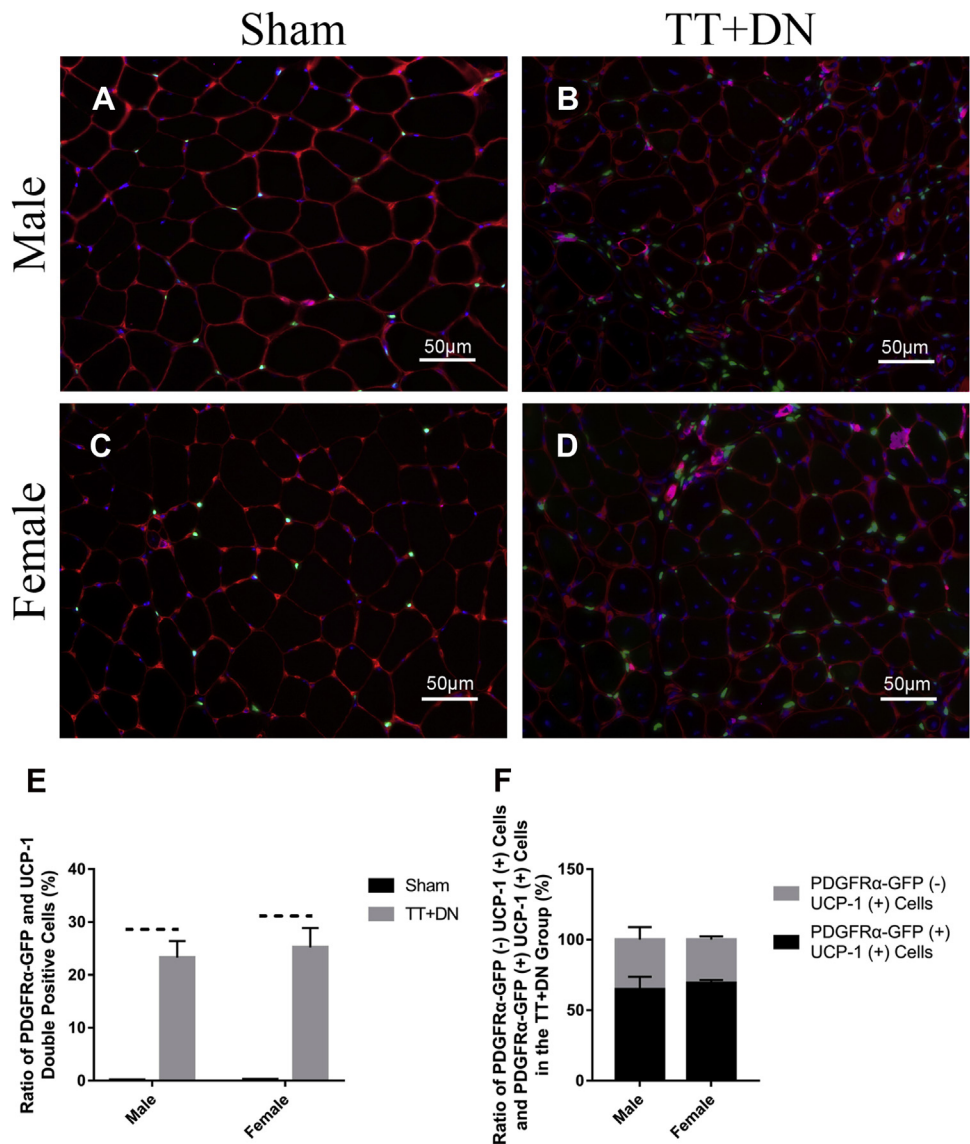 Sham
TT+DN
Male
A
B
50μm
50μm
Female
C
D
50μm
50μm
E
F
Ratio of PDGFRα-GFP and UCP-1
Double Positive Cells (%)
40
30
20
10
0
Male
Female
Sham
TT+DN
Ratio of PDGFRα-GFP (-) UCP-1 (+) Cells
and PDGFRα-GFP (+) UCP-1 (+) Cells
in the TT+DN Group (%)
150
100
50
0
Male
Female
PDGFRα-GFP (-)
UCP-1 (+) Cells
PDGFRα-GFP (+)
UCP-1 (+) Cells